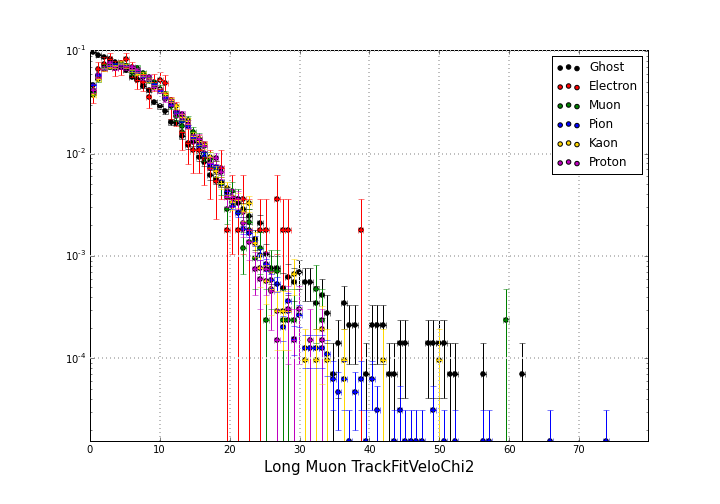 10^-1
10^-2
10^-3
10^-4
0 10 20 30 40 50 60 70
Long Muon TrackFitVeloChi2
Ghost
Electron
Muon
Pion
Kaon
Proton